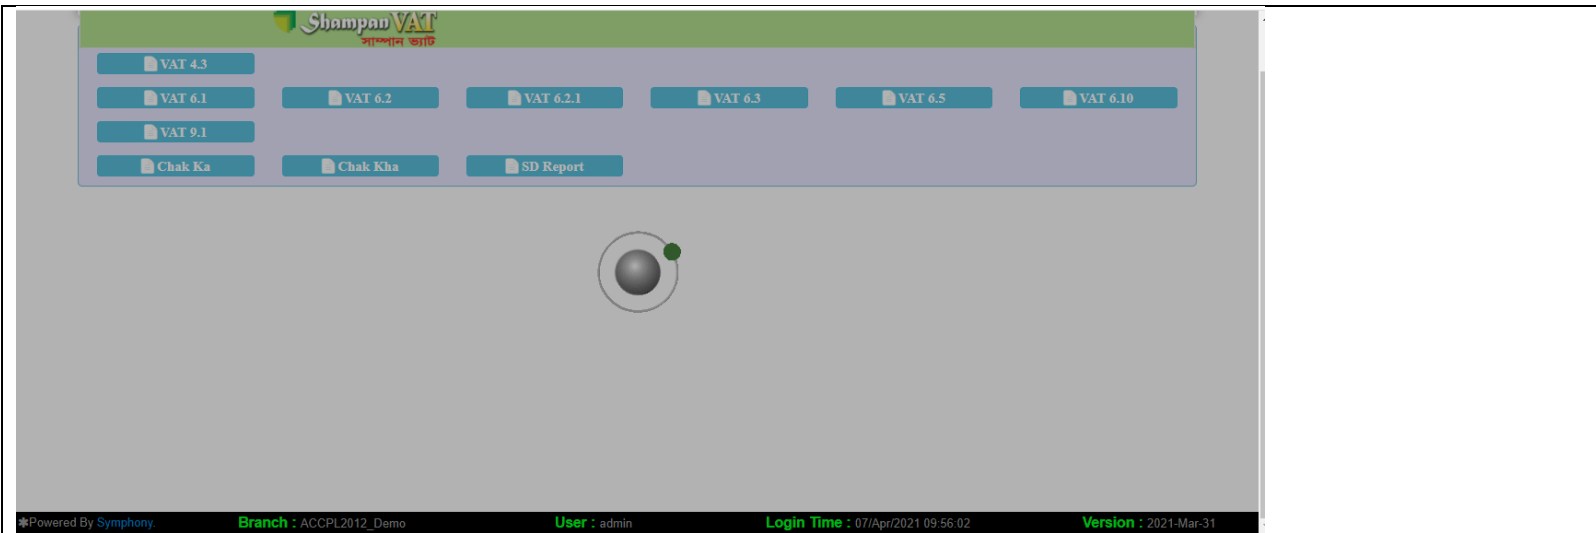 Shampan VAT
সাম্পান ভ্যাট
VAT 4.3
VAT 6.1 VAT 6.2 VAT 6.2.1 VAT 6.3 VAT 6.5 VAT 6.10
VAT 9.1
Chak Ka Chak Kha SD Report
✱Powered By Symphony. Branch : ACCPL2012_Demo User : admin Login Time : 07/Apr/2021 09:56:02 Version : 2021-Mar-31